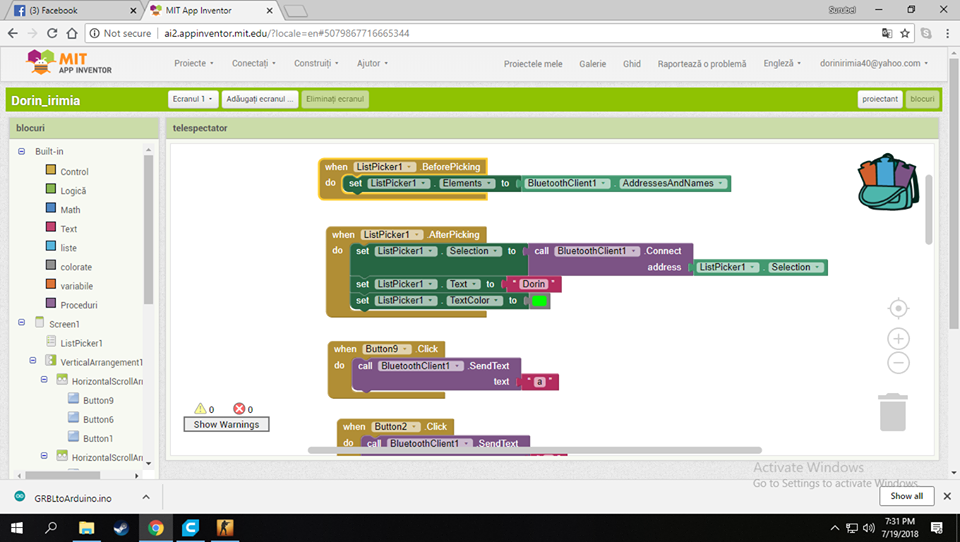 (3) Facebook
MIT App Inventor
Surubel
Not secure
ai2.appinventor.mit.edu/?locale=en#5079867716665344
MIT
APP INVENTOR
Proiecte
Conectați
Construiți
Ajutor
Proiectele mele
Galerie
Ghid
Raportează o problemă
Engleză
dorinirimia40@yahoo.com
Dorin_irimia
Ecranul 1
Adăugați ecranul ...
Eliminați ecranul
proiectant
blocuri
blocuri
telespectator
Built-in
Control
Logică
Math
Text
liste
colorate
variabile
Proceduri
Screen1
ListPicker1
VerticalArrangement1
HorizontalScrollArr
Button9
Button6
Button1
HorizontalScrollArr
when ListPicker1 .BeforePicking
do set ListPicker1 . Elements to BluetoothClient1 . AddressesAndNames
when ListPicker1 .AfterPicking
do set ListPicker1 . Selection to call BluetoothClient1 .Connect
address ListPicker1 . Selection
set ListPicker1 . Text to " Dorin "
set ListPicker1 . TextColor to
when Button9 .Click
do call BluetoothClient1 .SendText
text " a "
when Button2 .Click
do call BluetoothClient1 .SendText
0 0
Show Warnings
Activate Windows
Go to Settings to activate Windows.
GRBLtoArduino.ino
Show all
7:31 PM
7/19/2018